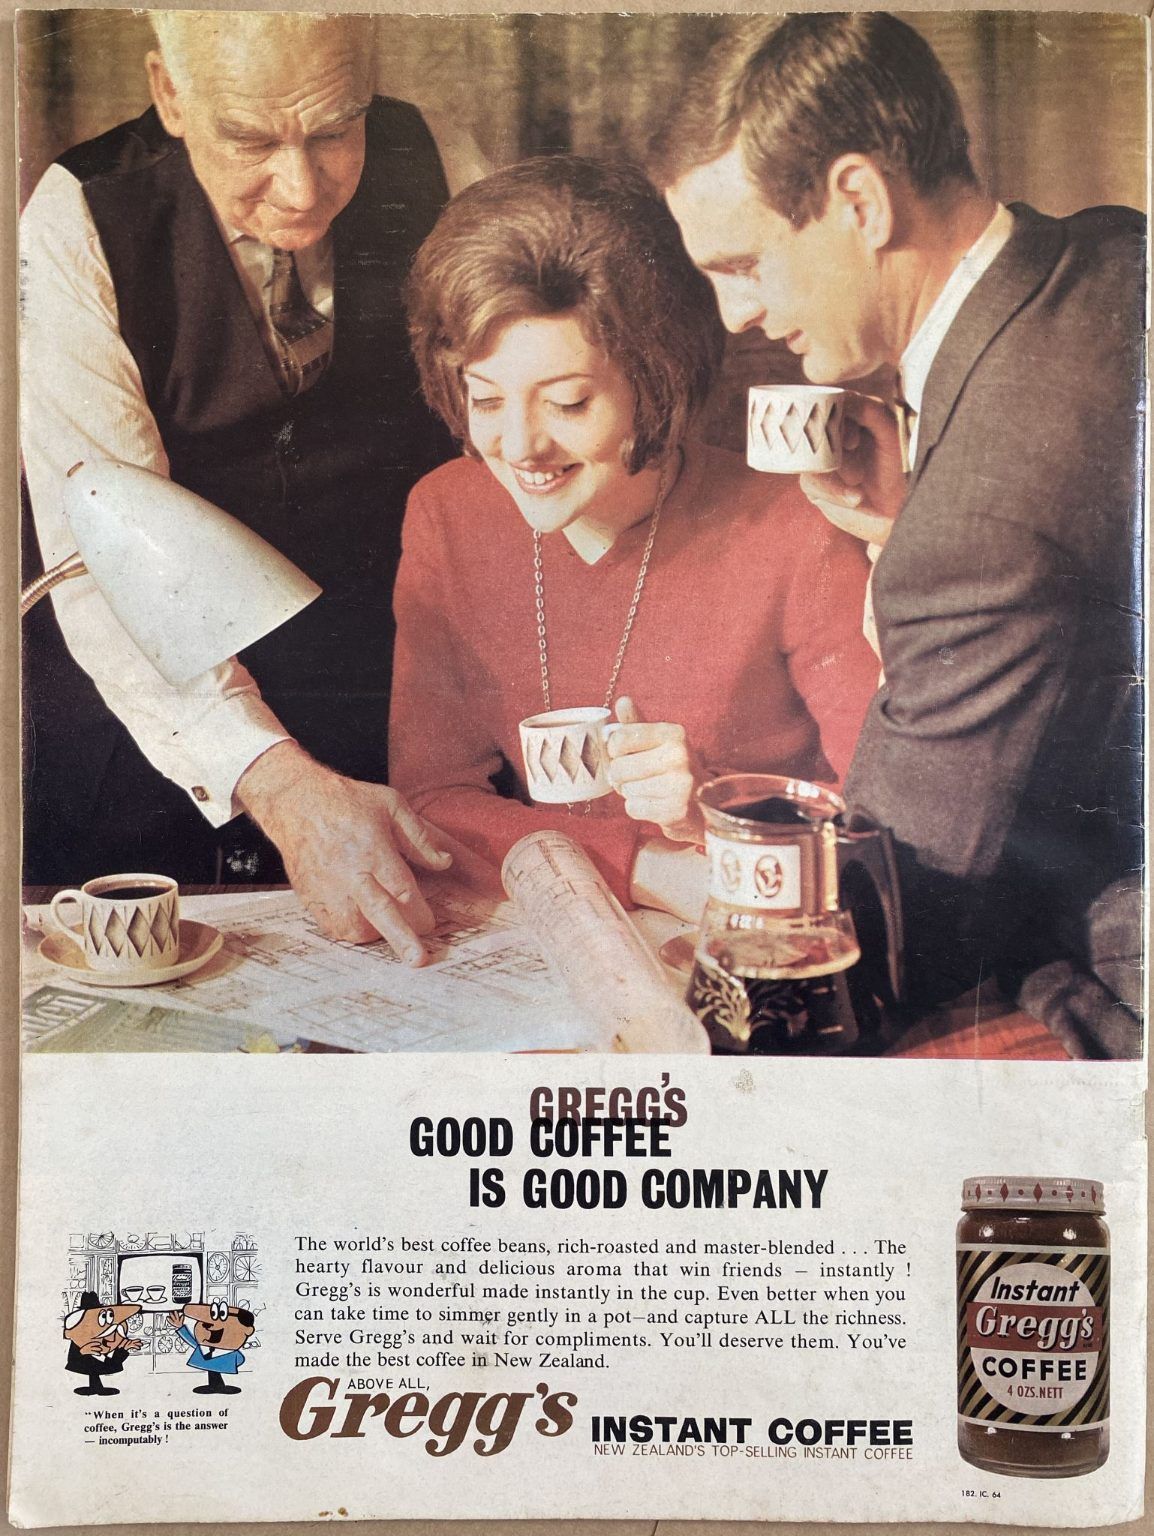 GREGG'S
GOOD COFFEE
IS GOOD COMPANY
The world's best coffee beans, rich-roasted and master-blended . . . The
hearty flavour and delicious aroma that win friends — instantly !
Gregg's is wonderful made instantly in the cup. Even better when you
can take time to simmer gently in a pot—and capture ALL the richness.
Serve Gregg's and wait for compliments. You'll deserve them. You've
made the best coffee in New Zealand.
ABOVE ALL,
Gregg's INSTANT COFFEE
NEW ZEALAND'S TOP-SELLING INSTANT COFFEE
"When it's a question of
coffee, Gregg's is the answer
— incomputably !
Instant
Gregg's
COFFEE
4 OZS.NETT
182. IC. 64